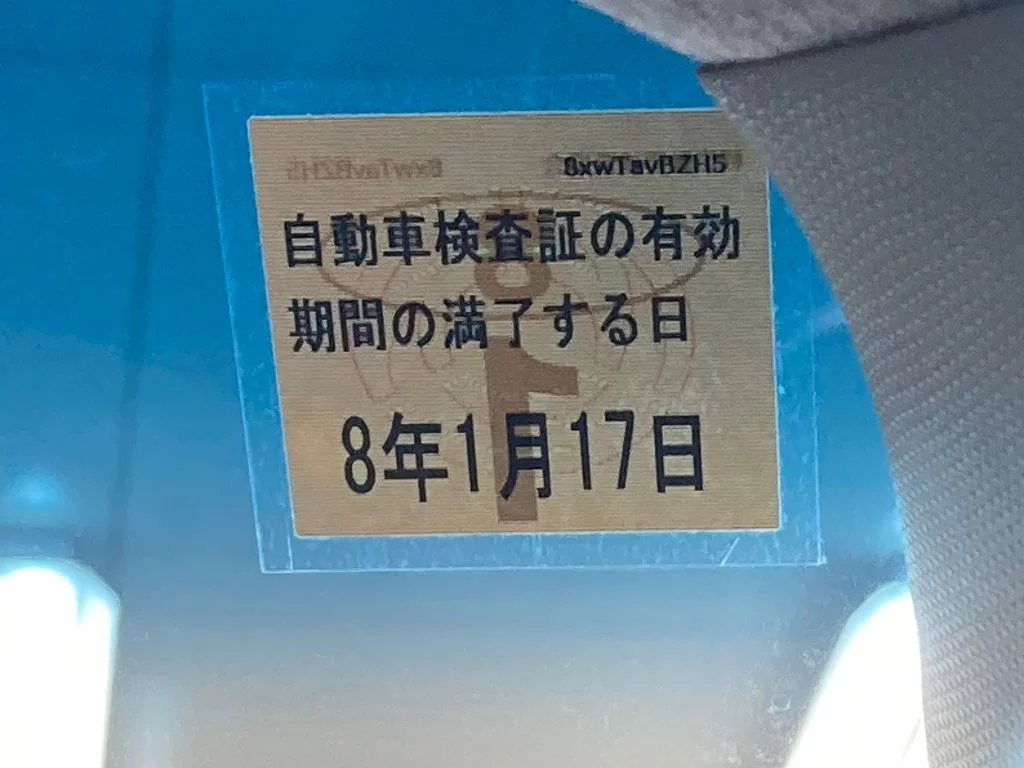 8xwTavBZH5
自動車検査証の有効
期間の満了する日
8年1月17日